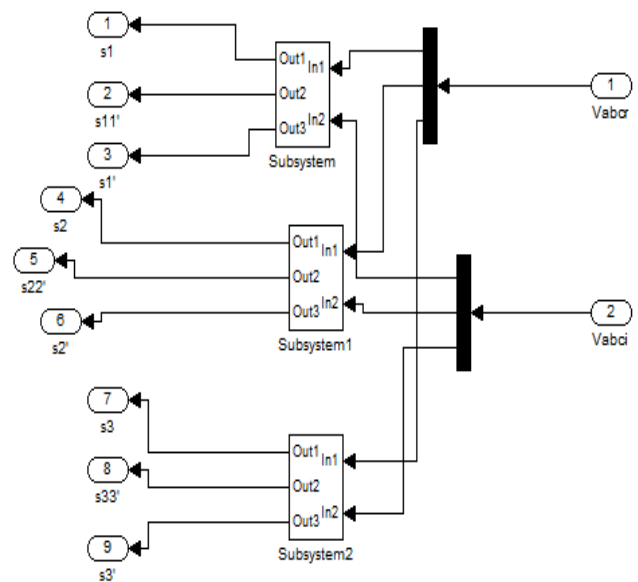 1
s1
2
s11'
3
s1'
Out1
In1
Out2
In2
Out3
Subsystem
1
Vabcr
4
s2
5
s22'
6
s2'
Out1
In1
Out2
In2
Out3
Subsystem1
2
Vabci
7
s3
8
s33'
9
s3'
Out1
In1
Out2
In2
Out3
Subsystem2